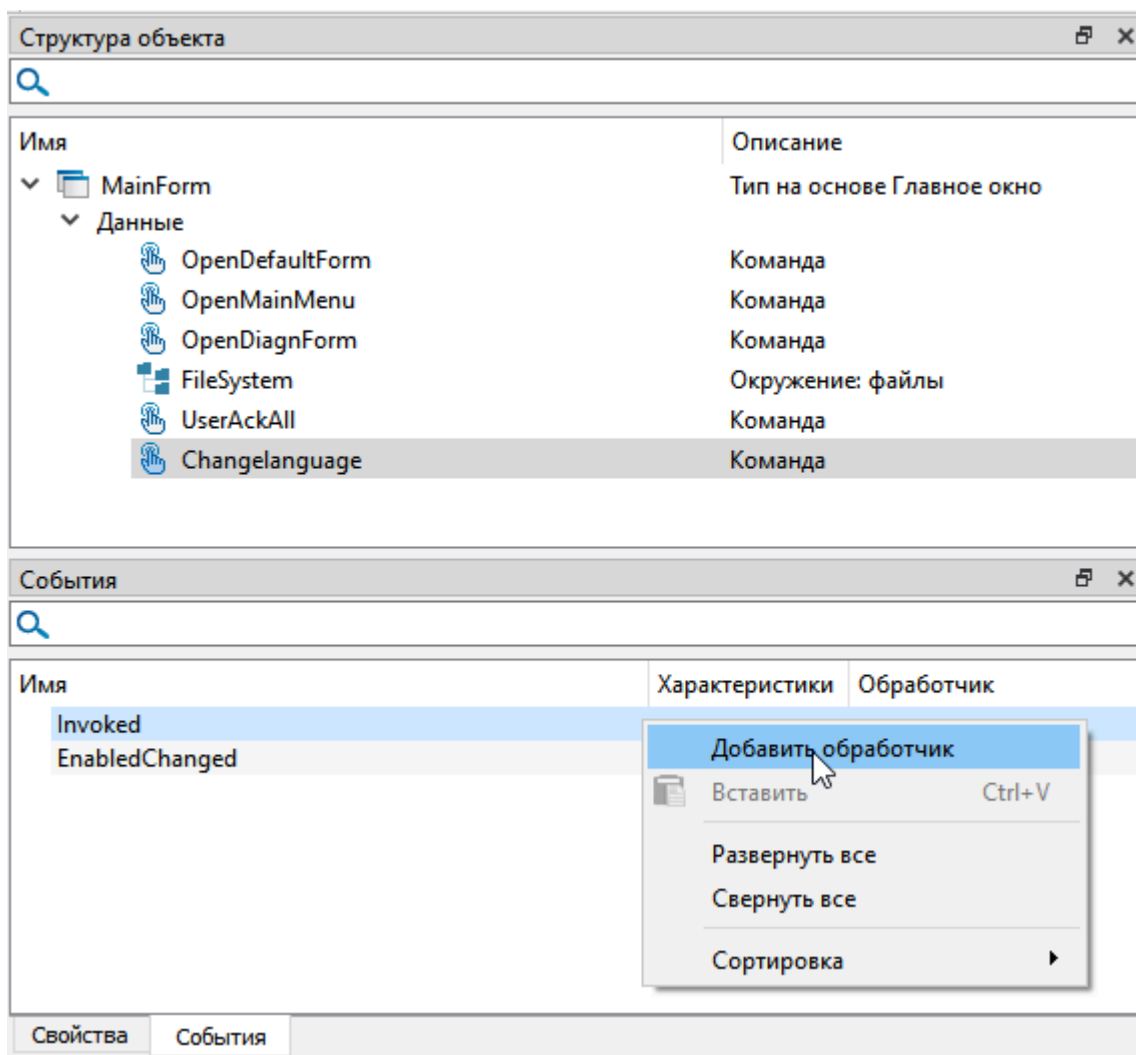 Структура объекта
Имя Описание
MainForm Тип на основе Главное окно
Данные
OpenDefaultForm Команда
OpenMainMenu Команда
OpenDiagnForm Команда
FileSystem Окружение: файлы
UserAckAll Команда
Changelanguage Команда
События
Имя Характеристики Обработчик
Invoked
EnabledChanged
Добавить обработчик
Вставить Ctrl+V
Развернуть все
Свернуть все
Сортировка
Свойства События